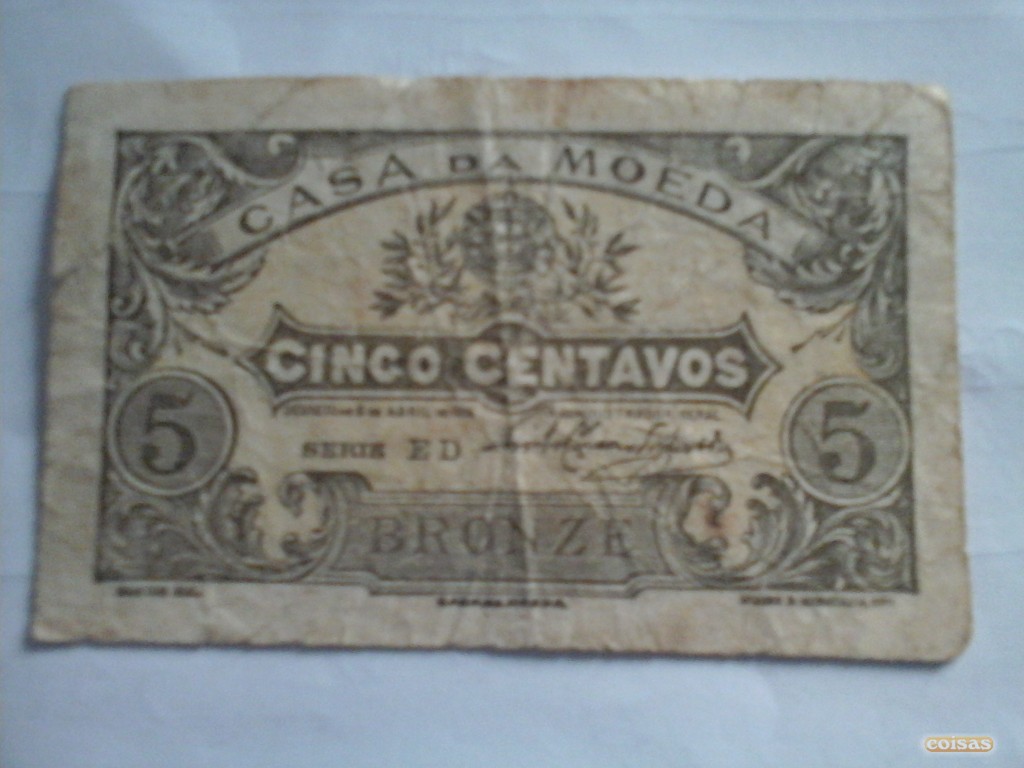 CASA DA MOEDA
CINCO CENTAVOS
5 5
SERIE ED
BRONZE
coisas